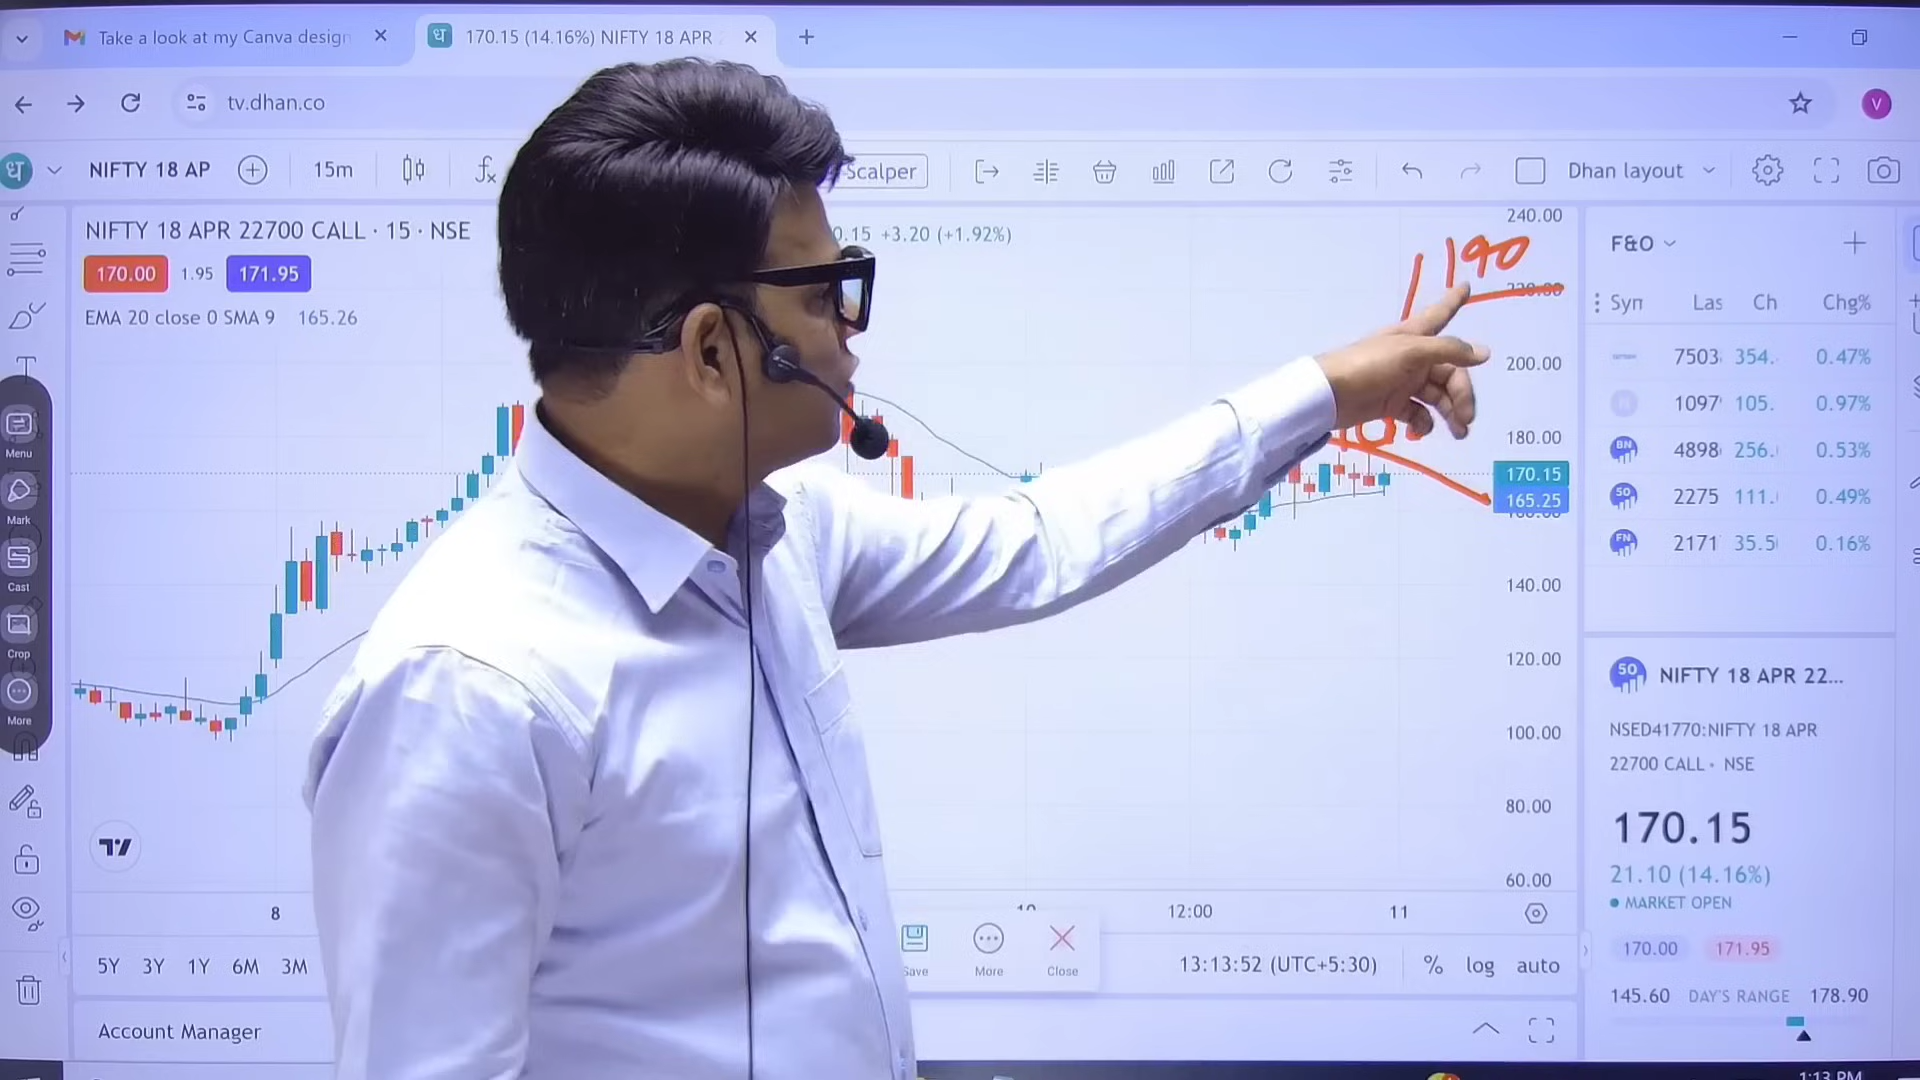 Take a look at my Canva design
170.15 (14.16%) NIFTY 18 APR
tv.dhan.co
V
ध
NIFTY 18 AP
15m
Scalper
Dhan layout
NIFTY 18 APR 22700 CALL · 15 · NSE
0.15 +3.20 (+1.92%)
170.00 1.95 171.95
EMA 20 close 0 SMA 9 165.26
Menu
Mark
Cast
Crop
More
240.00
190
220.00
200.00
180.00
170.15
165.25
160.00
140.00
120.00
100.00
80.00
60.00
F&O
Syn Las Ch Chg%
7503 354. 0.47%
1097 105. 0.97%
BN 4898 256. 0.53%
50 2275 111. 0.49%
FN 2171 35.5 0.16%
50 NIFTY 18 APR 22...
NSED41770:NIFTY 18 APR
22700 CALL · NSE
170.15
21.10 (14.16%)
MARKET OPEN
170.00 171.95
145.60 DAY'S RANGE 178.90
8 10 12:00 11
Save More Close
5Y 3Y 1Y 6M 3M
13:13:52 (UTC+5:30) % log auto
Account Manager
1:13 PM